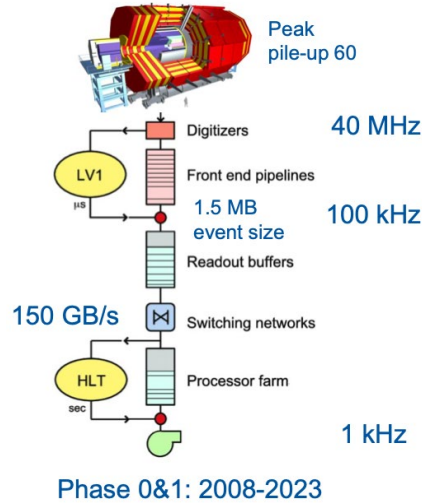 Peak
pile-up 60
Digitizers
40 MHz
LV1
Front end pipelines
μs
1.5 MB
event size
100 kHz
Readout buffers
150 GB/s
Switching networks
HLT
Processor farm
sec
1 kHz
Phase 0&1: 2008-2023